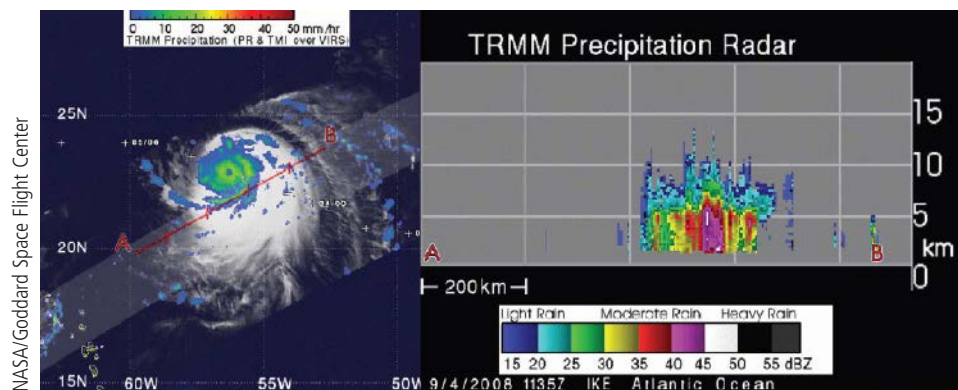 NASA/Goddard Space Flight Center
0 10 20 30 40 50 mm/hr
TRMM Precipitation (PR & TMI over VIRS)
25N
20N
15N
60W
55W
50W
A
B
TRMM Precipitation Radar
15
10
5
0
km
A
B
200km
Light Rain Moderate Rain Heavy Rain
15 20 25 30 35 40 45 50 55 dBZ
9/4/2008 1135Z IKE Atlantic Ocean